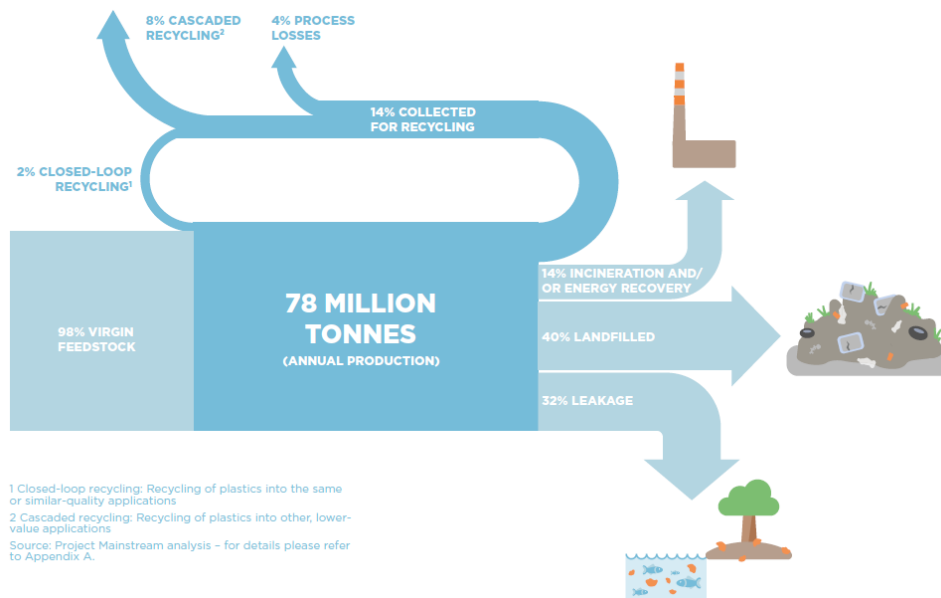 8% CASCADED
RECYCLING²
4% PROCESS
LOSSES
14% COLLECTED
FOR RECYCLING
2% CLOSED-LOOP
RECYCLING¹
98% VIRGIN
FEEDSTOCK
78 MILLION
TONNES
(ANNUAL PRODUCTION)
14% INCINERATION AND/
OR ENERGY RECOVERY
40% LANDFILLED
32% LEAKAGE
1 Closed-loop recycling: Recycling of plastics into the same
or similar-quality applications
2 Cascaded recycling: Recycling of plastics into other, lower-
value applications
Source: Project Mainstream analysis – for details please refer
to Appendix A.